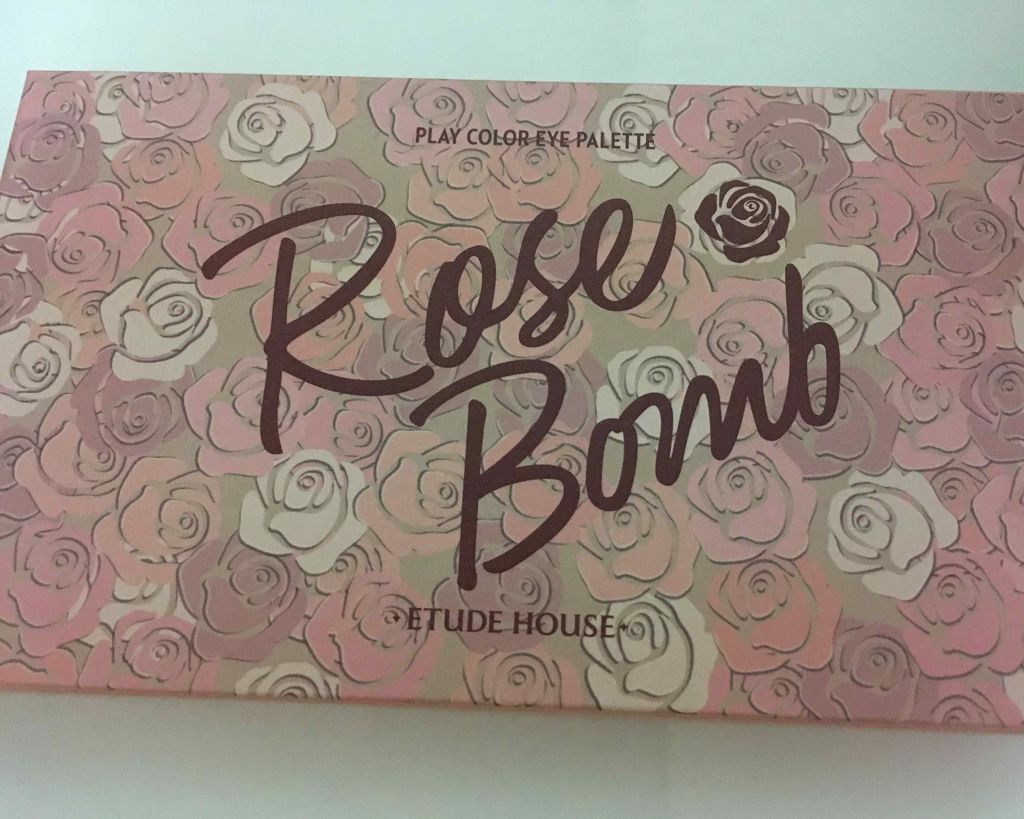 PLAY COLOR EYE PALETTE
Rose
Bomb
ETUDE HOUSE